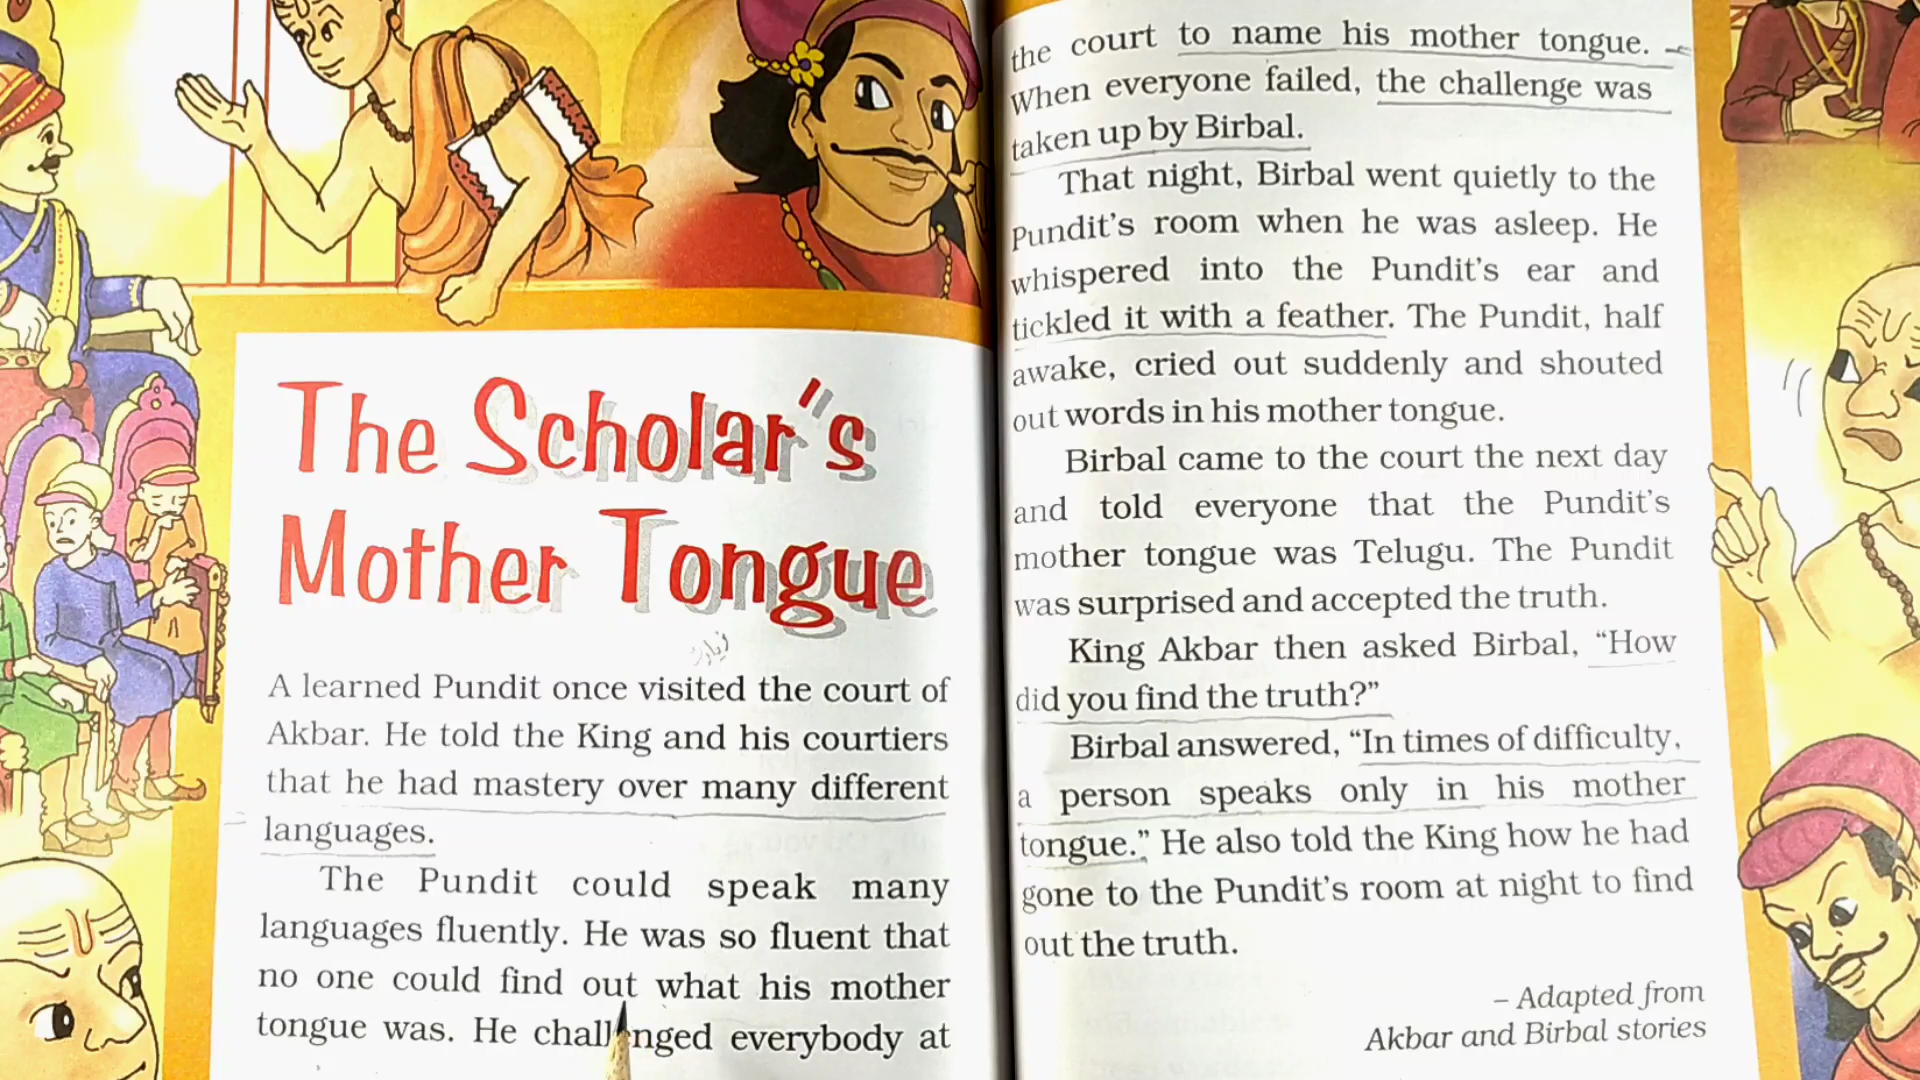 The Scholar's
Mother Tongue
A learned Pundit once visited the court of
Akbar. He told the King and his courtiers
that he had mastery over many different
languages.
The Pundit could speak many
languages fluently. He was so fluent that
no one could find out what his mother
tongue was. He challenged everybody at
the court to name his mother tongue.
When everyone failed, the challenge was
taken up by Birbal.
That night, Birbal went quietly to the
Pundit's room when he was asleep. He
whispered into the Pundit's ear and
tickled it with a feather. The Pundit, half
awake, cried out suddenly and shouted
out words in his mother tongue.
Birbal came to the court the next day
and told everyone that the Pundit's
mother tongue was Telugu. The Pundit
was surprised and accepted the truth.
King Akbar then asked Birbal, “How
did you find the truth?”
Birbal answered, “In times of difficulty,
a person speaks only in his mother
tongue.” He also told the King how he had
gone to the Pundit's room at night to find
out the truth.
– Adapted from
Akbar and Birbal stories